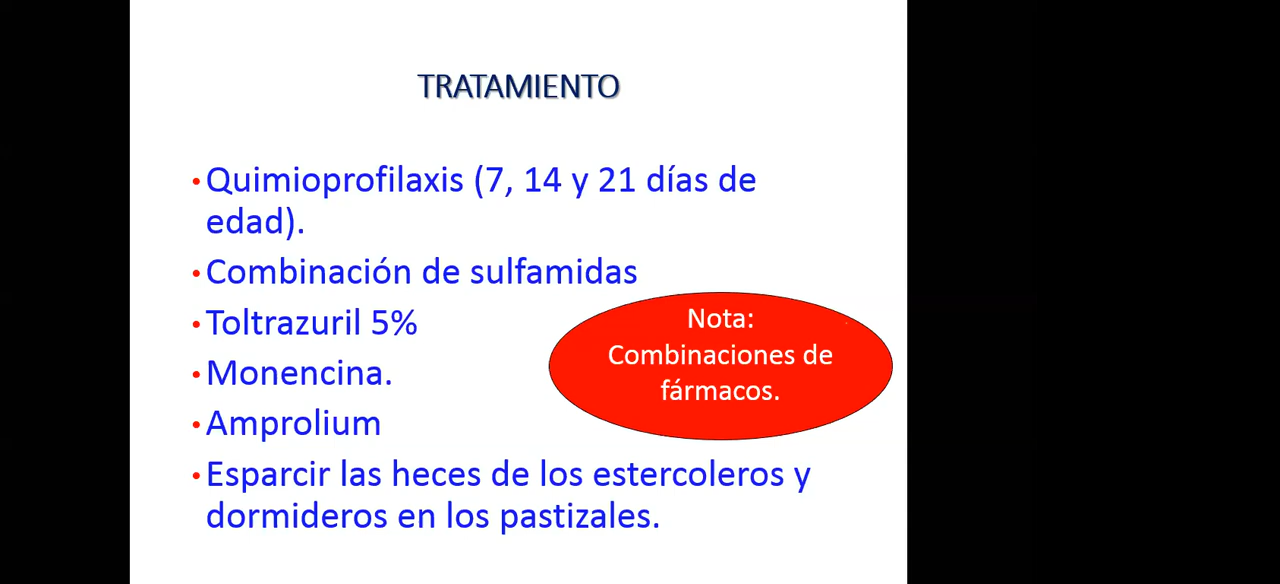 TRATAMIENTO
•Quimioprofilaxis (7, 14 y 21 días de
edad).
•Combinación de sulfamidas
•Toltrazuril 5%
•Monencina.
•Amprolium
•Esparcir las heces de los estercoleros y
dormideros en los pastizales.
Nota:
Combinaciones de
fármacos.